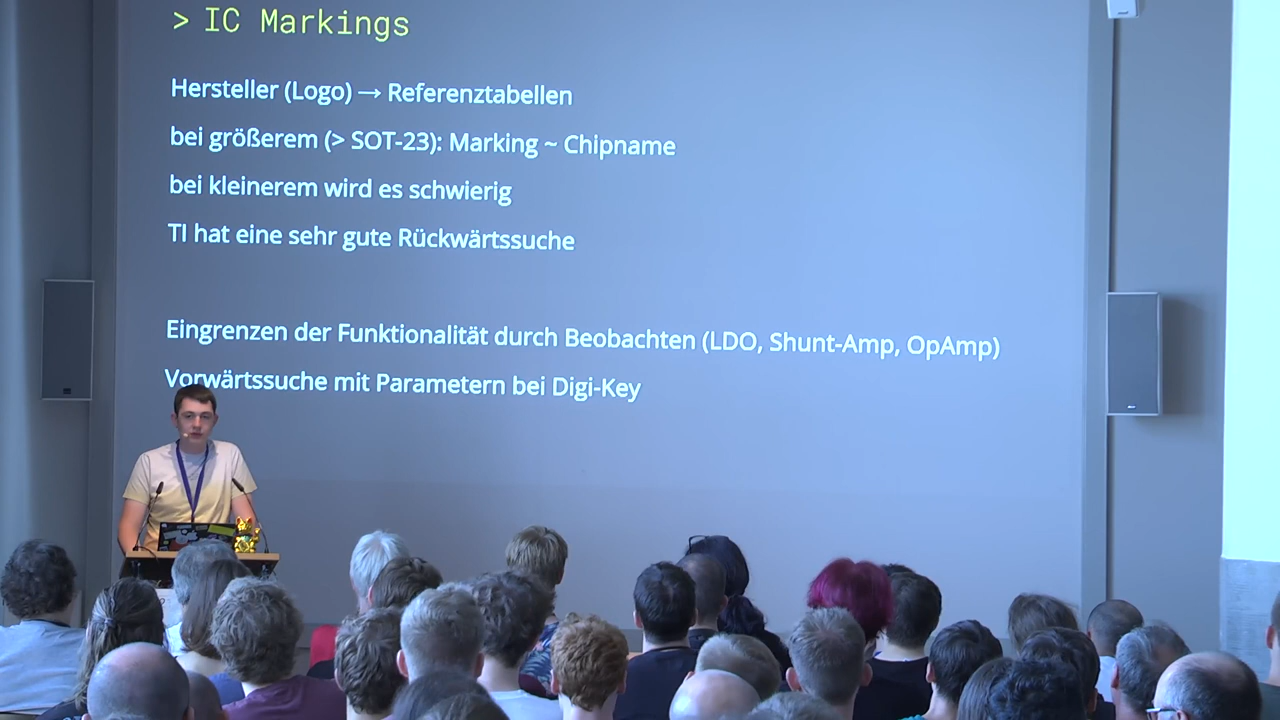 > IC Markings
Hersteller (Logo) → Referenztabellen
bei größerem (> SOT-23): Marking ~ Chipname
bei kleinerem wird es schwierig
TI hat eine sehr gute Rückwärtssuche
Eingrenzen der Funktionalität durch Beobachten (LDO, Shunt-Amp, OpAmp)
Vorwärtssuche mit Parametern bei Digi-Key